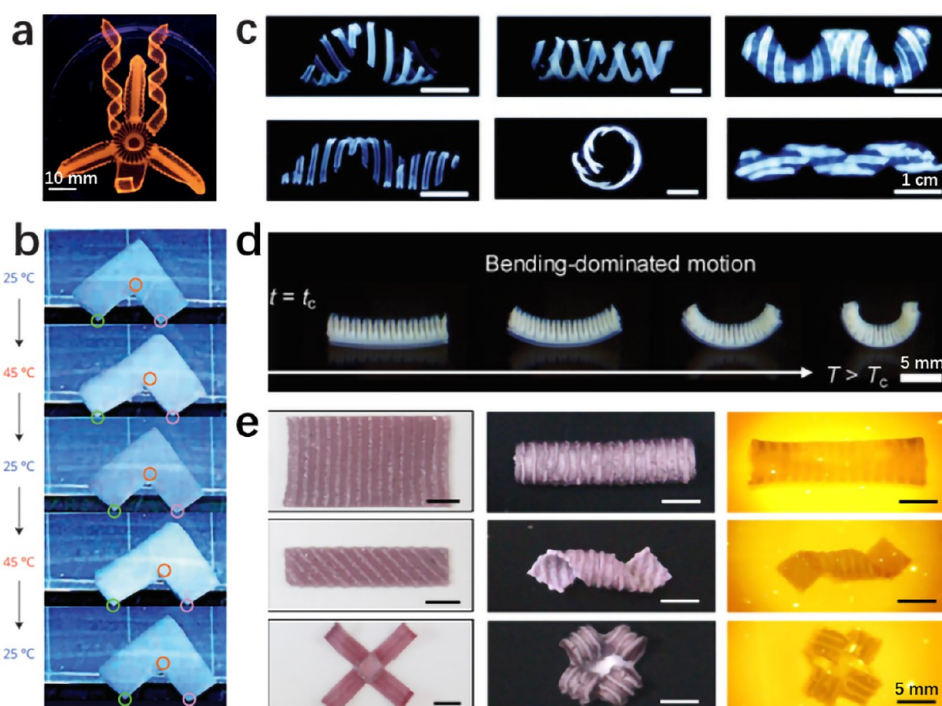 a
10 mm
b
25 °C
45 °C
25 °C
45 °C
25 °C
c
1 cm
d
Bending-dominated motion
t = tc
T > Tc
5 mm
e
5 mm